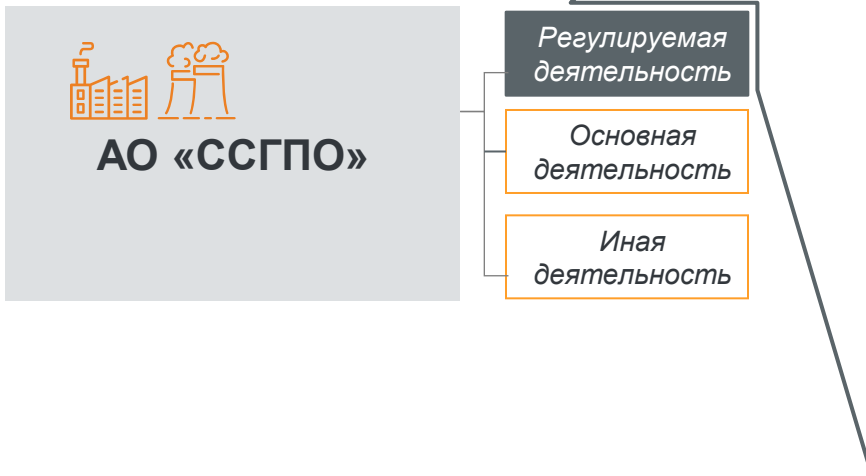 АО «ССГПО»
Регулируемая
деятельность
Основная
деятельность
Иная
деятельность